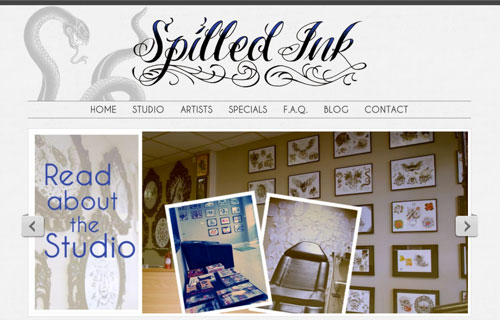 Spilled Ink
HOME STUDIO ARTISTS SPECIALS F.A.Q. BLOG CONTACT
Read
about
the
Studio